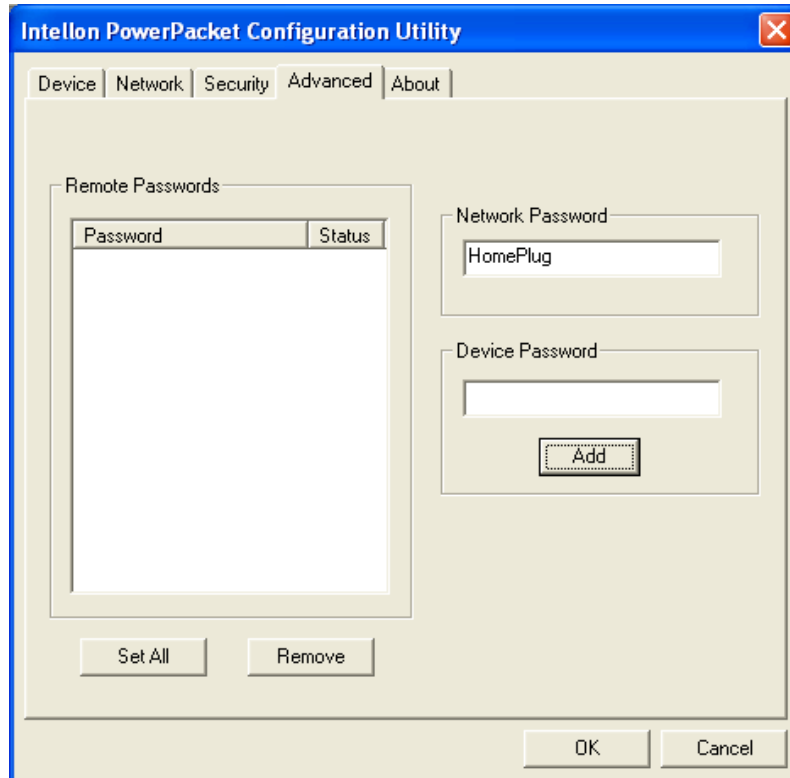 Intellon PowerPacket Configuration Utility
Device Network Security Advanced About
Remote Passwords
Password Status
Network Password
HomePlug
Device Password
Add
Set All Remove
OK Cancel